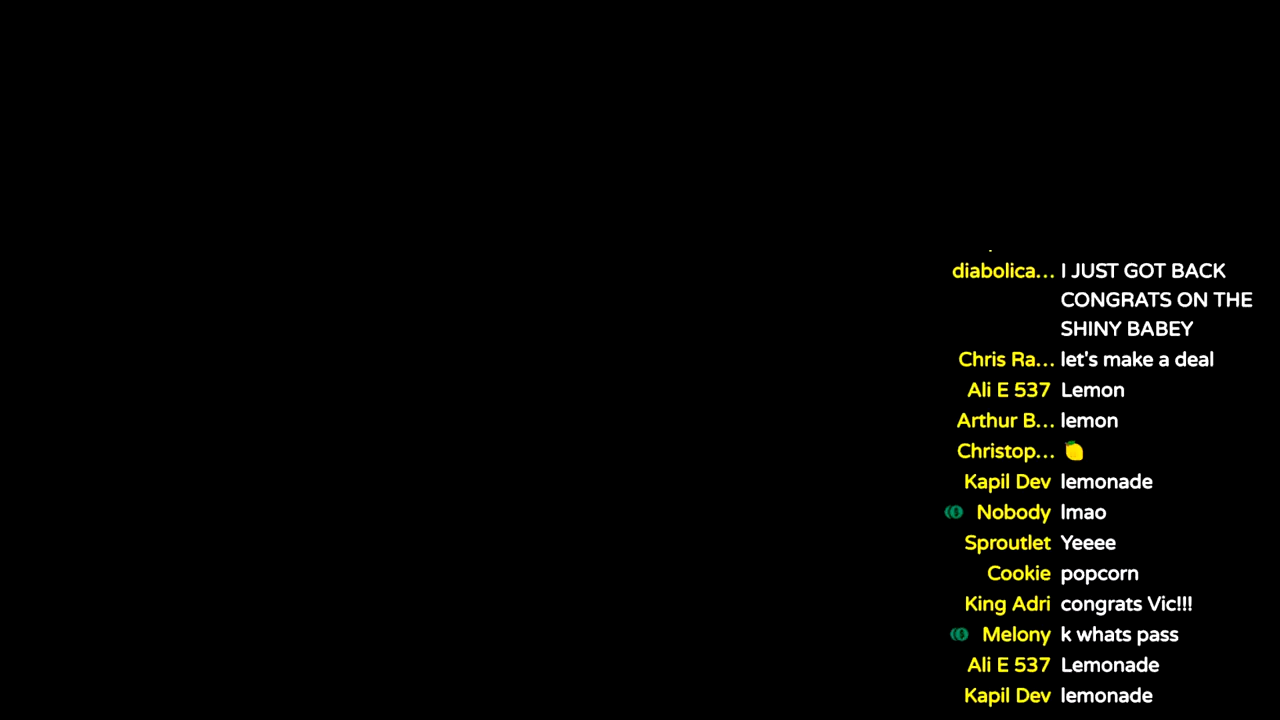 diabolica… I JUST GOT BACK
CONGRATS ON THE
SHINY BABEY
Chris Ra… let's make a deal
Ali E 537 Lemon
Arthur B… lemon
Christop… 🍋
Kapil Dev lemonade
Nobody lmao
Sproutlet Yeeee
Cookie popcorn
King Adri congrats Vic!!!
Melony k whats pass
Ali E 537 Lemonade
Kapil Dev lemonade